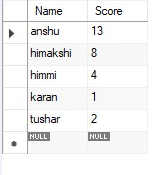 Name Score
anshu 13
himakshi 8
himmi 4
karan 1
tushar 2
NULL NULL